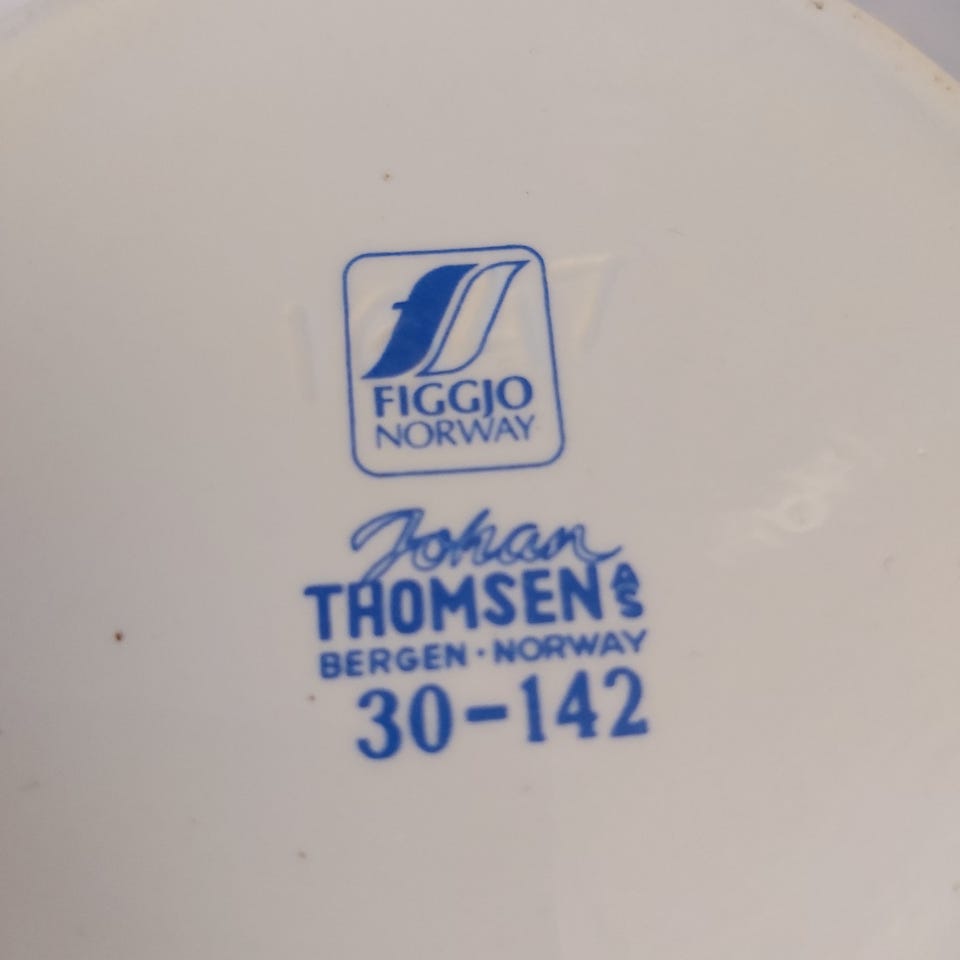 FIGGJO
NORWAY
Johan
THOMSEN A/S
BERGEN · NORWAY
30-142